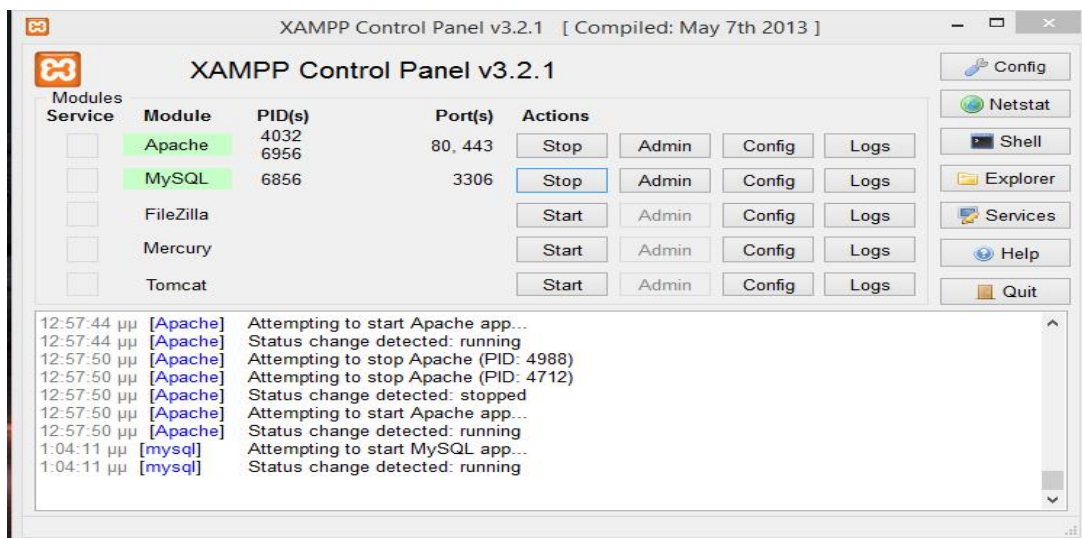 XAMPP Control Panel v3.2.1 [ Compiled: May 7th 2013 ]
XAMPP Control Panel v3.2.1
Config
Modules
Service Module PID(s) Port(s) Actions
Netstat
Apache 4032 6956 80, 443 Stop Admin Config Logs
Shell
MySQL 6856 3306 Stop Admin Config Logs
Explorer
FileZilla Start Admin Config Logs
Services
Mercury Start Admin Config Logs
Help
Tomcat Start Admin Config Logs
Quit
12:57:44 μμ [Apache] Attempting to start Apache app...
12:57:44 μμ [Apache] Status change detected: running
12:57:50 μμ [Apache] Attempting to stop Apache (PID: 4988)
12:57:50 μμ [Apache] Attempting to stop Apache (PID: 4712)
12:57:50 μμ [Apache] Status change detected: stopped
12:57:50 μμ [Apache] Attempting to start Apache app...
12:57:50 μμ [Apache] Status change detected: running
1:04:11 μμ [mysql] Attempting to start MySQL app...
1:04:11 μμ [mysql] Status change detected: running